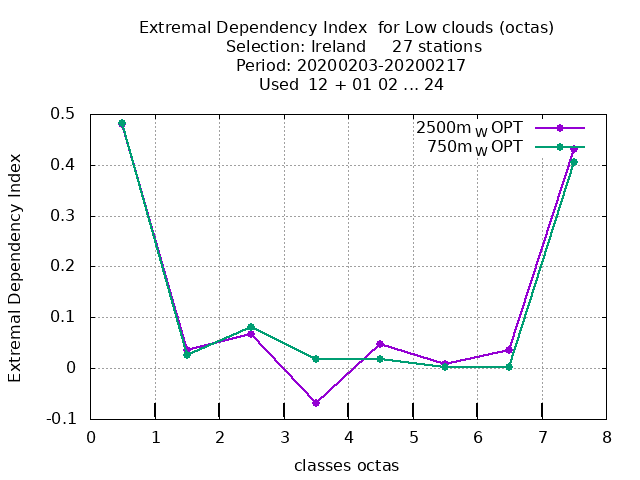 Extremal Dependency Index  for Low clouds (octas)
Selection: Ireland     27 stations
Period: 20200203-20200217
Used  12 + 01 02 ... 24
2500m W OPT
750m W OPT
0.5
0.4
0.3
0.2
0.1
0
-0.1
Extremal Dependency Index
0 1 2 3 4 5 6 7 8
classes octas